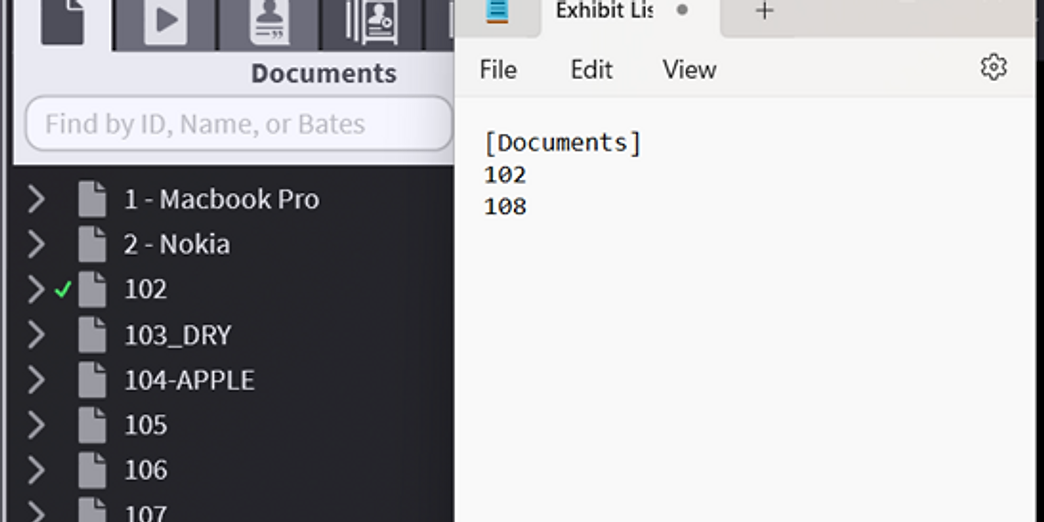 Documents
Find by ID, Name, or Bates
1 - Macbook Pro
2 - Nokia
102
103_DRY
104-APPLE
105
106
107
Exhibit Lis
File Edit View
[Documents]
102
108